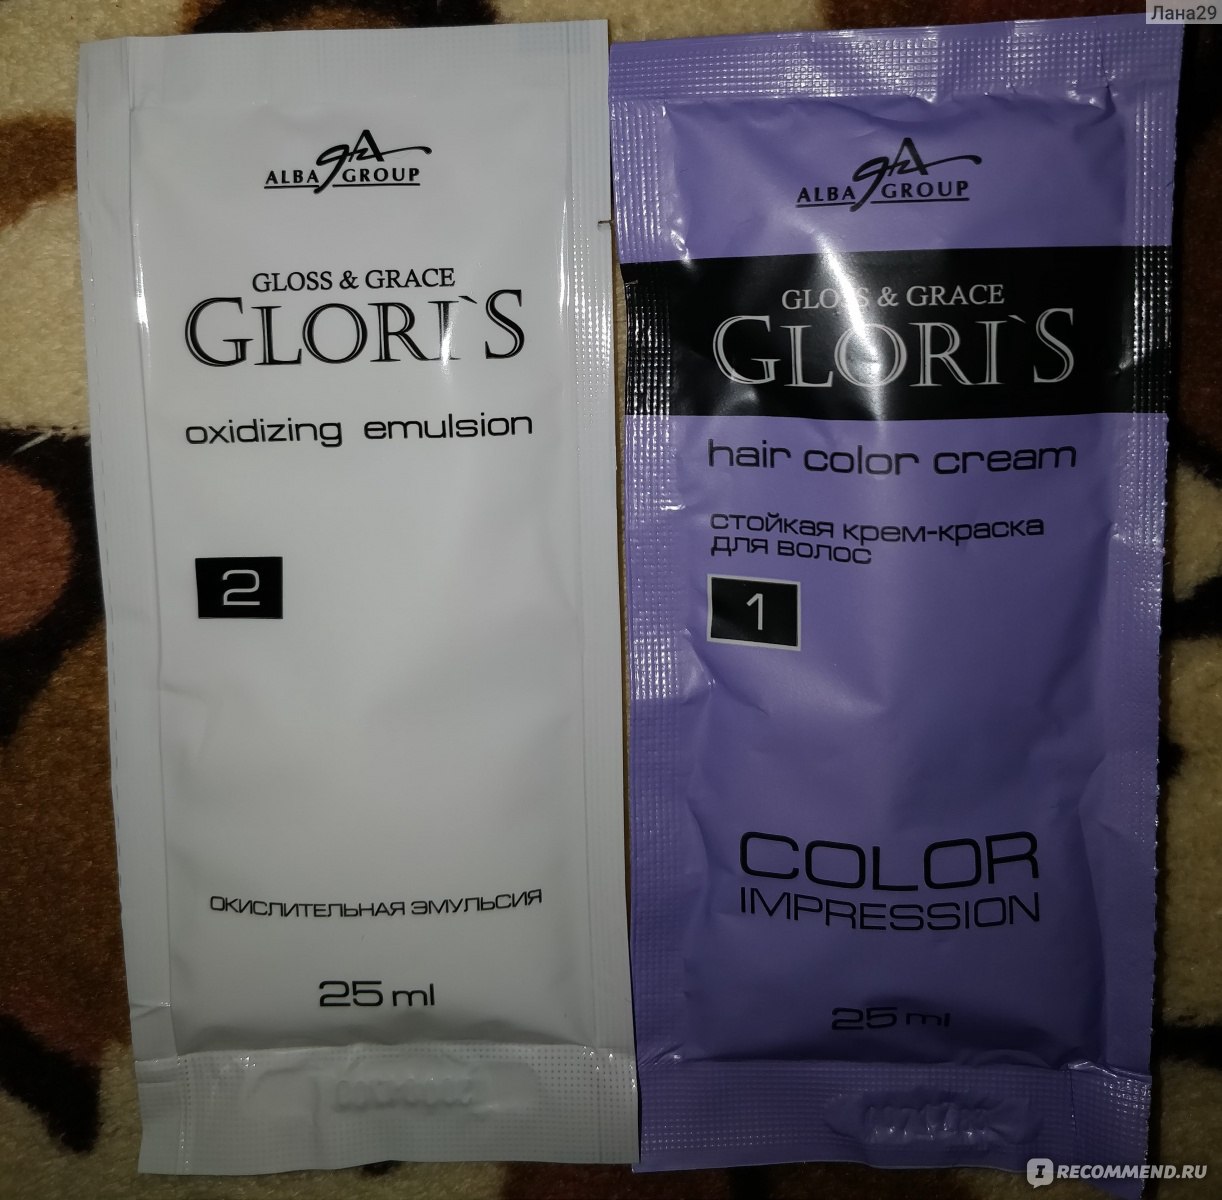 Лана29
ALBA GROUP
GLOSS & GRACE
GLORI`S
oxidizing emulsion
2
ОКИСЛИТЕЛЬНАЯ ЭМУЛЬСИЯ
25 ml
ALBA GROUP
GLOSS & GRACE
GLORI`S
hair color cream
стойкая крем-краска
для волос
1
COLOR
IMPRESSION
25 ml
IRECOMMEND.RU